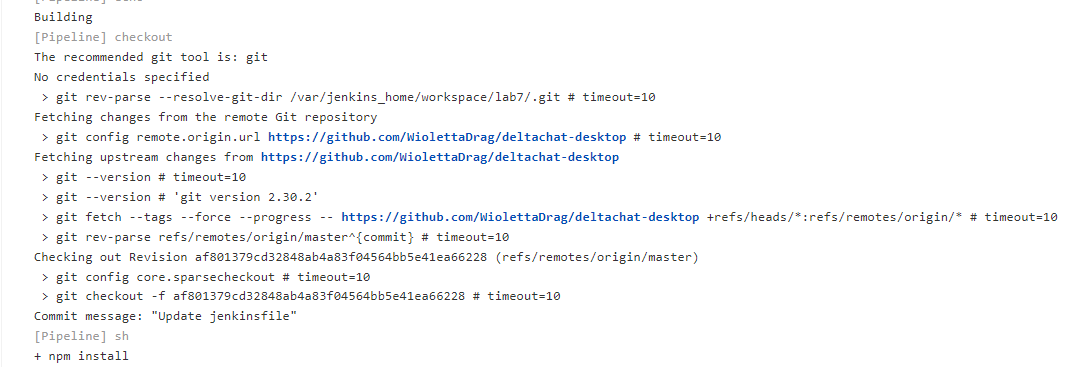 Building
[Pipeline] checkout
The recommended git tool is: git
No credentials specified
> git rev-parse --resolve-git-dir /var/jenkins_home/workspace/lab7/.git # timeout=10
Fetching changes from the remote Git repository
> git config remote.origin.url https://github.com/WiolettaDrag/deltachat-desktop # timeout=10
Fetching upstream changes from https://github.com/WiolettaDrag/deltachat-desktop
> git --version # timeout=10
> git --version # 'git version 2.30.2'
> git fetch --tags --force --progress -- https://github.com/WiolettaDrag/deltachat-desktop +refs/heads/*:refs/remotes/origin/* # timeout=10
> git rev-parse refs/remotes/origin/master^{commit} # timeout=10
Checking out Revision af801379cd32848ab4a83f04564bb5e41ea66228 (refs/remotes/origin/master)
> git config core.sparsecheckout # timeout=10
> git checkout -f af801379cd32848ab4a83f04564bb5e41ea66228 # timeout=10
Commit message: "Update jenkinsfile"
[Pipeline] sh
+ npm install